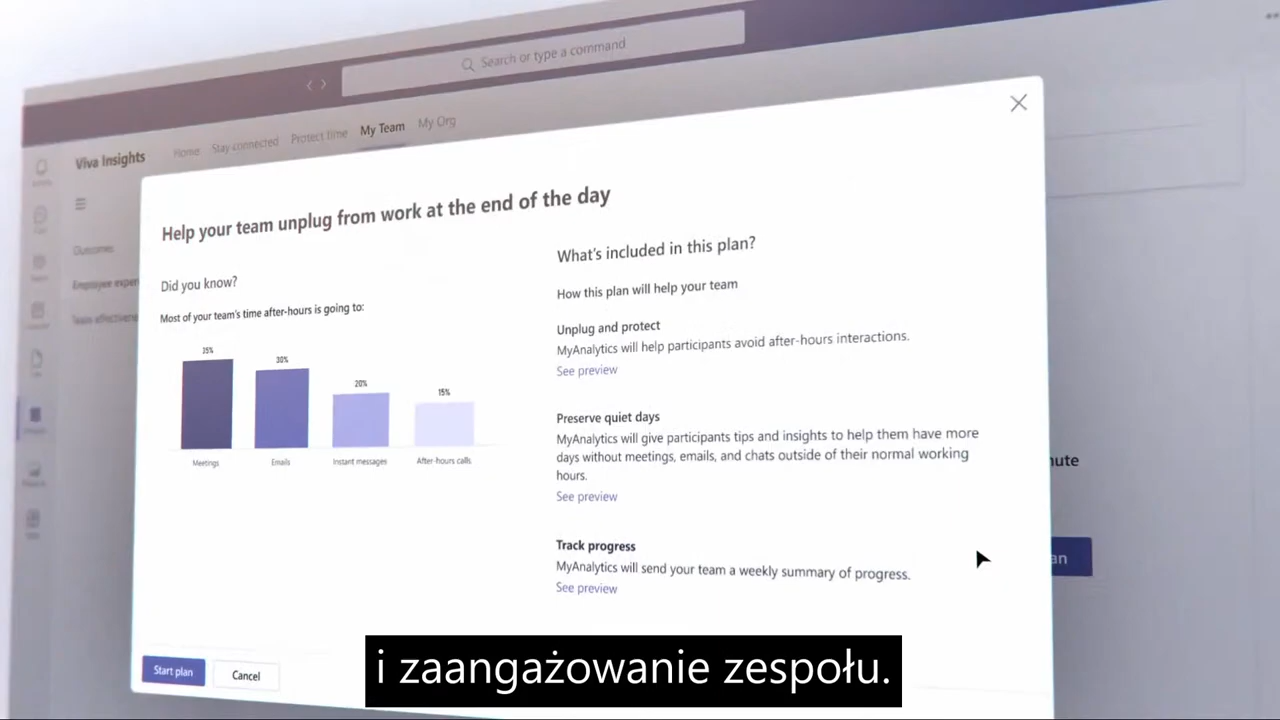 Search or type a command
Viva Insights
Home Stay connected Protect time My Team My Org
Help your team unplug from work at the end of the day
Did you know?
Most of your team's time after-hours is going to:
35%
30%
20%
15%
Meetings
Emails
Instant messages
After-hours calls
What's included in this plan?
How this plan will help your team
Unplug and protect
MyAnalytics will help participants avoid after-hours interactions.
See preview
Preserve quiet days
MyAnalytics will give participants tips and insights to help them have more
days without meetings, emails, and chats outside of their normal working
hours.
See preview
Track progress
MyAnalytics will send your team a weekly summary of progress.
See preview
Outcomes
Start plan
Cancel
i zaangażowanie zespołu.